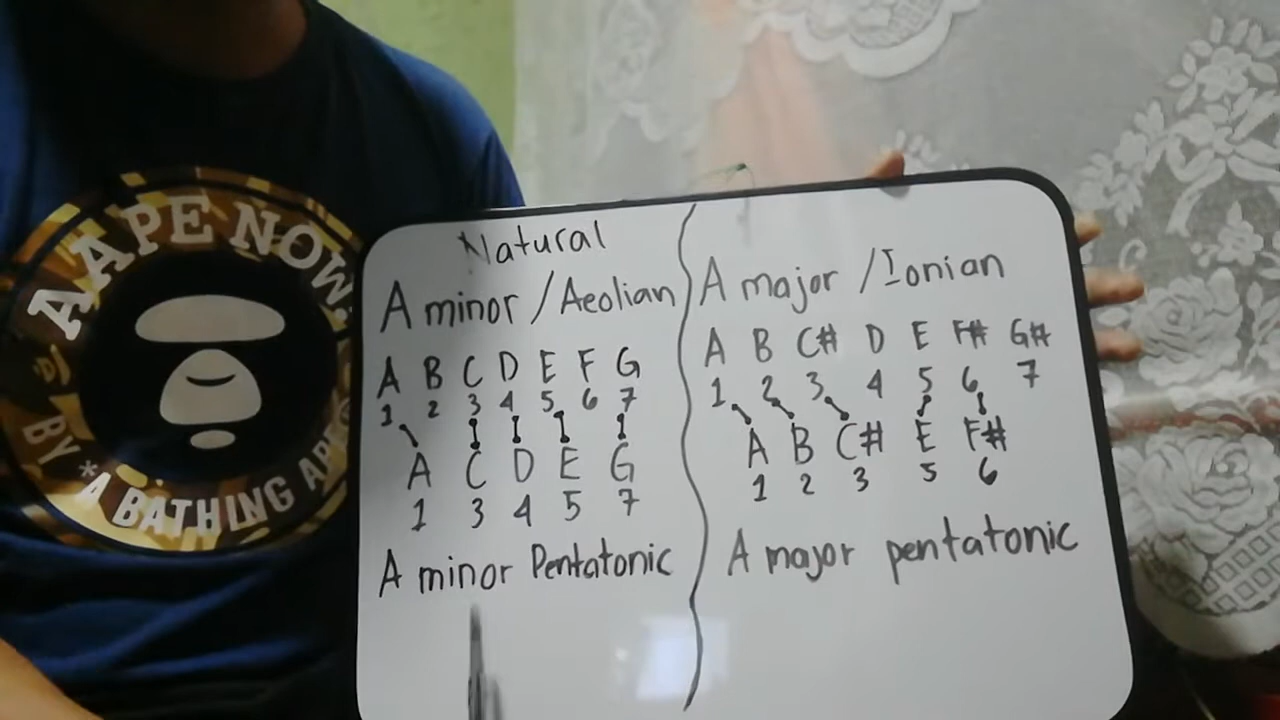 AAPE NOW.
BY *A BATHING APE
Natural
A minor / Aeolian
A B C D E F G
1 2 3 4 5 6 7
A C D E G
1 3 4 5 7
A minor Pentatonic
A major / Ionian
A B C# D E F# G#
1 2 3 4 5 6 7
A B C# E F#
1 2 3 5 6
A major pentatonic